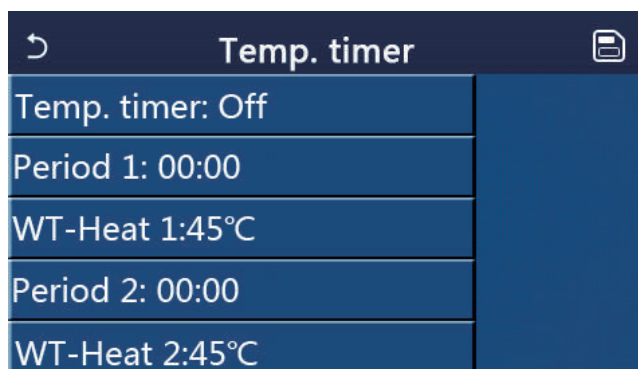 Temp. timer
Temp. timer: Off
Period 1: 00:00
WT-Heat 1:45℃
Period 2: 00:00
WT-Heat 2:45℃